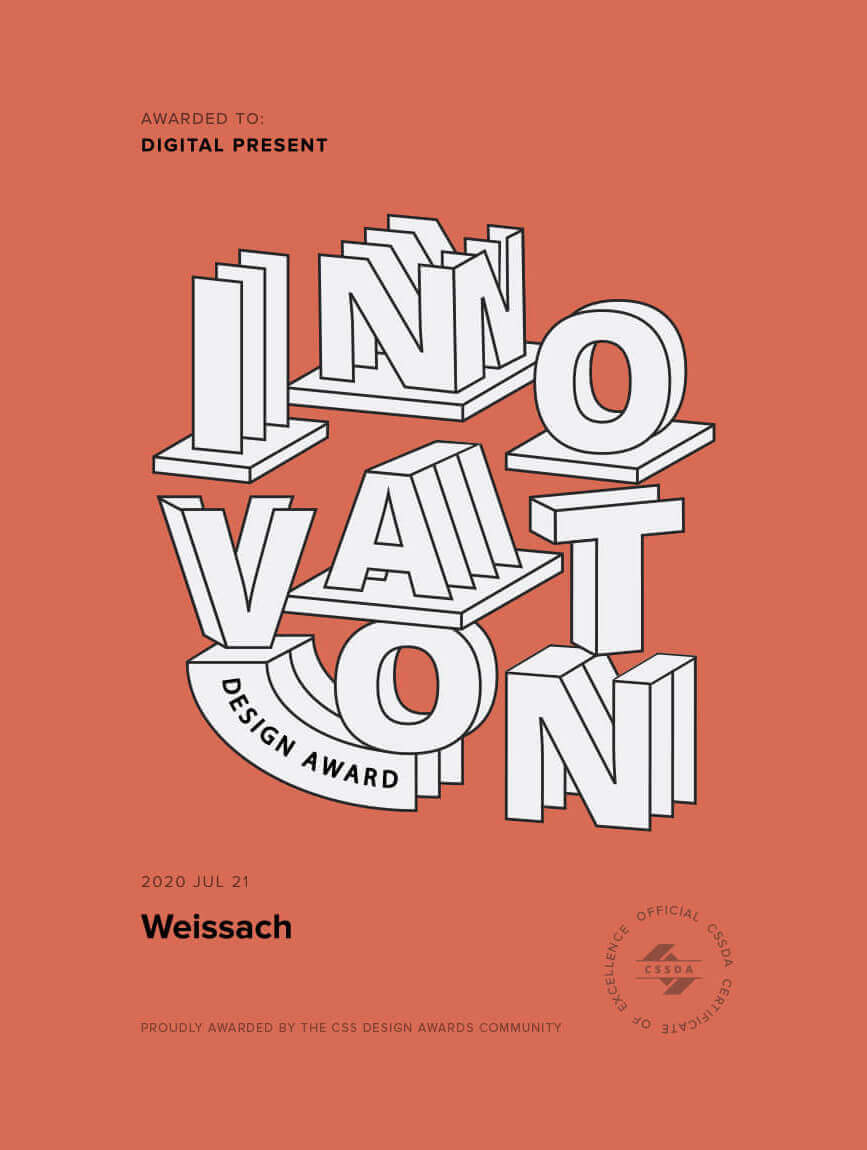 AWARDED TO:
DIGITAL PRESENT
INNO
VAT
ON
DESIGN AWARD
2020 JUL 21
Weissach
OFFICIAL CSSDA CERTIFICATE OF EXCELLENCE
CSSDA
PROUDLY AWARDED BY THE CSS DESIGN AWARDS COMMUNITY